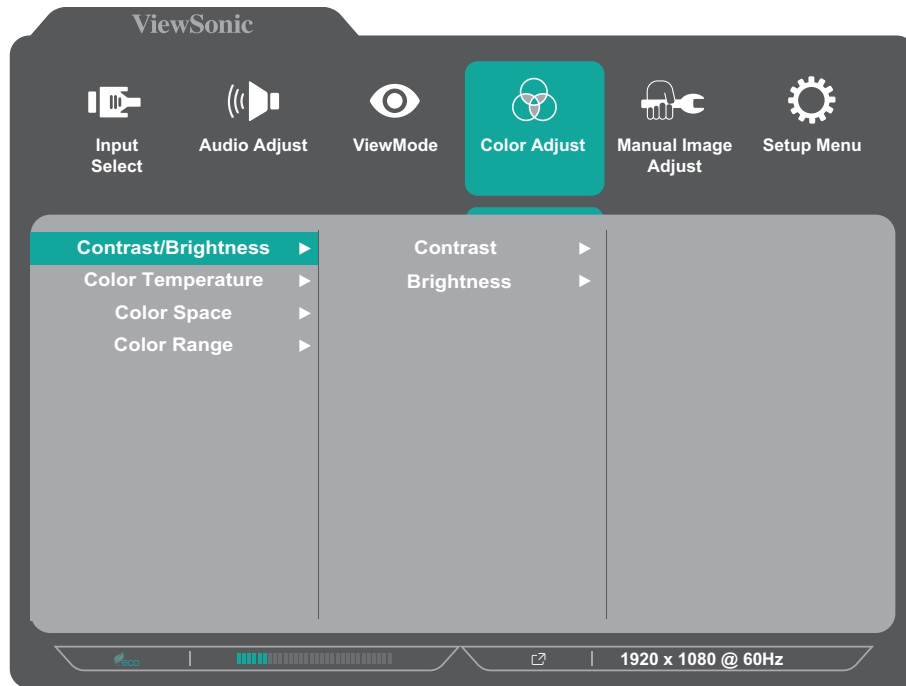 ViewSonic
Input
Select
Audio Adjust
ViewMode
Color Adjust
Manual Image
Adjust
Setup Menu
Contrast/Brightness
Color Temperature
Color Space
Color Range
Contrast
Brightness
eco
1920 x 1080 @ 60Hz